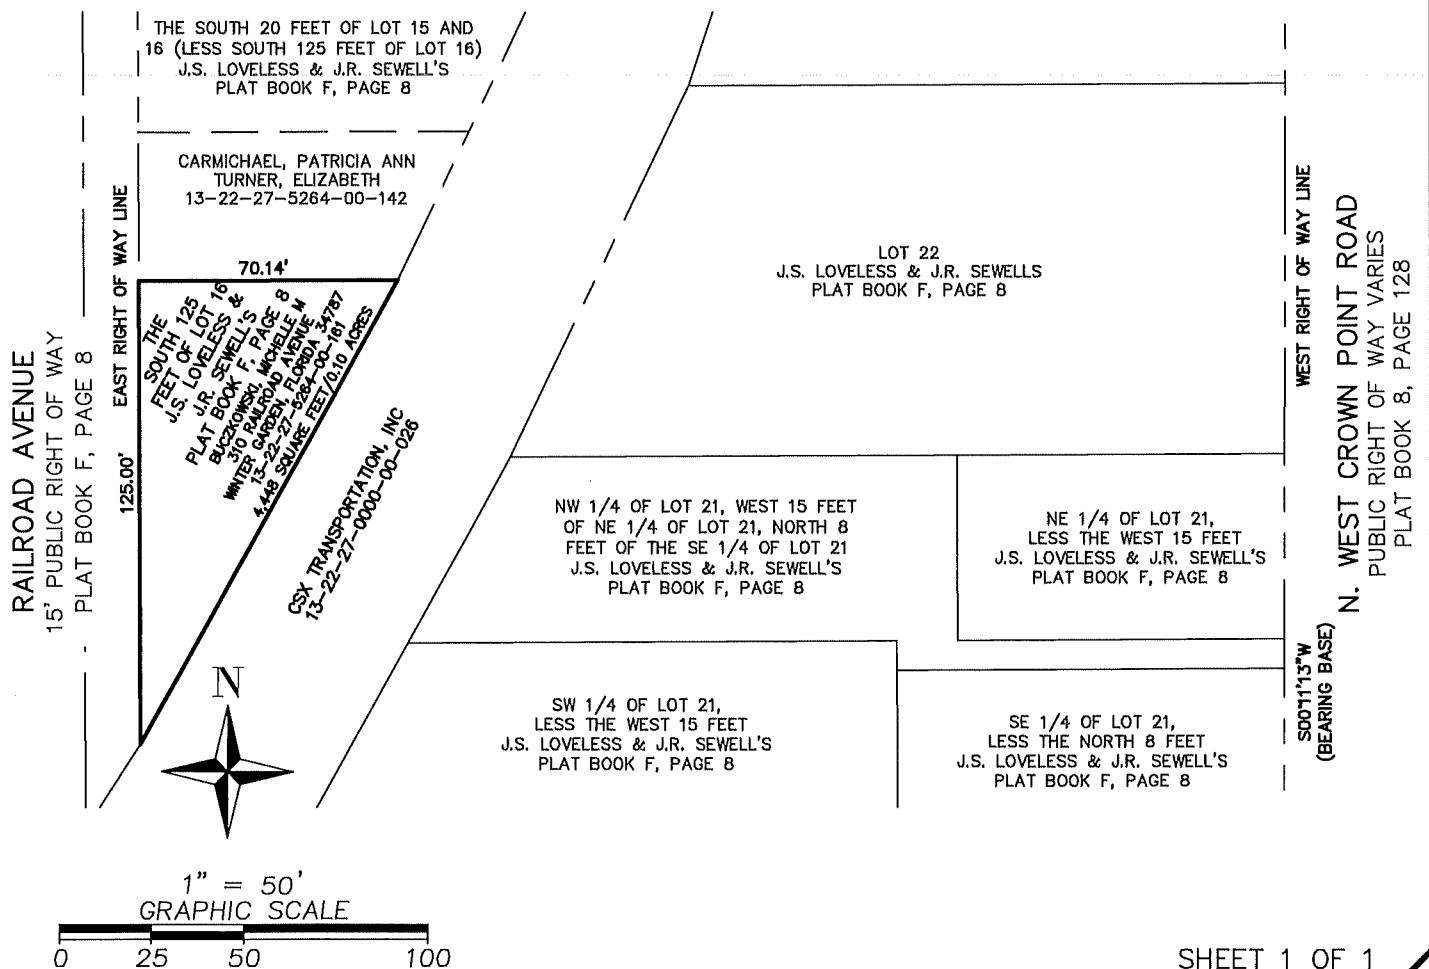 THE SOUTH 20 FEET OF LOT 15 AND
16 (LESS SOUTH 125 FEET OF LOT 16)
J.S. LOVELESS & J.R. SEWELL'S
PLAT BOOK F, PAGE 8
CARMICHAEL, PATRICIA ANN
TURNER, ELIZABETH
13-22-27-5264-00-142
RAILROAD AVENUE
15' PUBLIC RIGHT OF WAY
PLAT BOOK F, PAGE 8
EAST RIGHT OF WAY LINE
70.14'
125.00'
THE
SOUTH 125
FEET OF LOT 16
J.S. LOVELESS &
J.R. SEWELL'S
PLAT BOOK F, PAGE 8
BUCZKOWSKI, MICHELLE M
310 RAILROAD AVENUE
WINTER GARDEN, FLORIDA 34787
13-22-27-5264-00-161
4,448 SQUARE FEET/0.10 ACRES
CSX TRANSPORTATION, INC
13-22-27-0000-00-026
LOT 22
J.S. LOVELESS & J.R. SEWELLS
PLAT BOOK F, PAGE 8
NW 1/4 OF LOT 21, WEST 15 FEET
OF NE 1/4 OF LOT 21, NORTH 8
FEET OF THE SE 1/4 OF LOT 21
J.S. LOVELESS & J.R. SEWELL'S
PLAT BOOK F, PAGE 8
NE 1/4 OF LOT 21,
LESS THE WEST 15 FEET
J.S. LOVELESS & J.R. SEWELL'S
PLAT BOOK F, PAGE 8
SW 1/4 OF LOT 21,
LESS THE WEST 15 FEET
J.S. LOVELESS & J.R. SEWELL'S
PLAT BOOK F, PAGE 8
SE 1/4 OF LOT 21,
LESS THE NORTH 8 FEET
J.S. LOVELESS & J.R. SEWELL'S
PLAT BOOK F, PAGE 8
WEST RIGHT OF WAY LINE
S00°11'13"W
(BEARING BASE)
N. WEST CROWN POINT ROAD
PUBLIC RIGHT OF WAY VARIES
PLAT BOOK 8, PAGE 128
N
1" = 50'
GRAPHIC SCALE
0 25 50 100
SHEET 1 OF 1